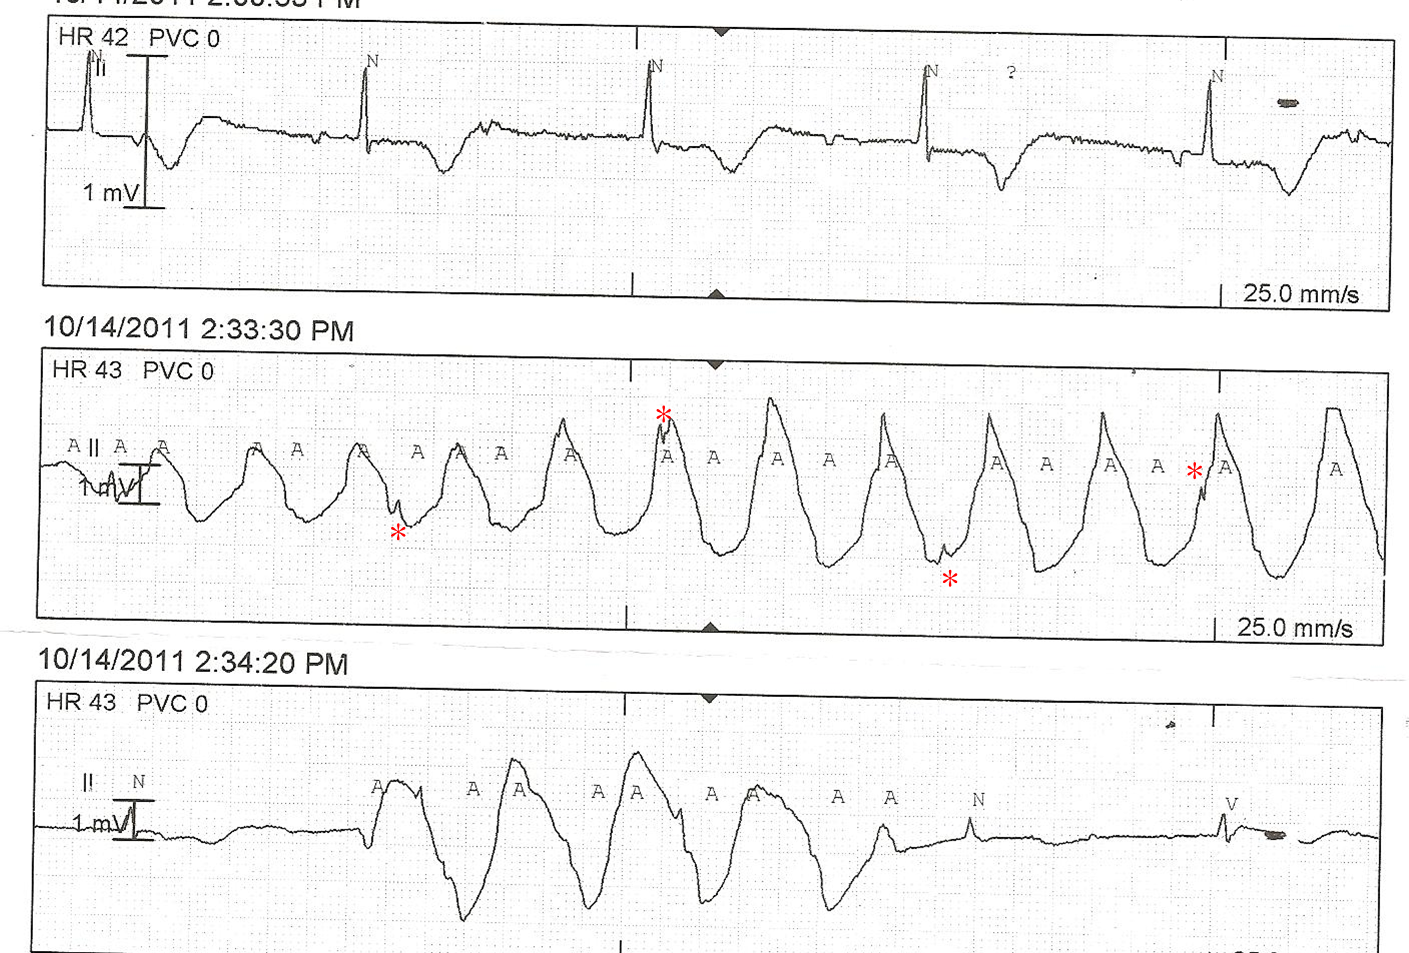 HR 42 PVC 0
N N N N ? N
II
1 mV
25.0 mm/s
10/14/2011 2:33:30 PM
HR 43 PVC 0
A II A A A A A A A A A A A A A A A A A A A A A
1 mV
* * * *
25.0 mm/s
10/14/2011 2:34:20 PM
HR 43 PVC 0
II N A A A A A A A A A N V
1 mV